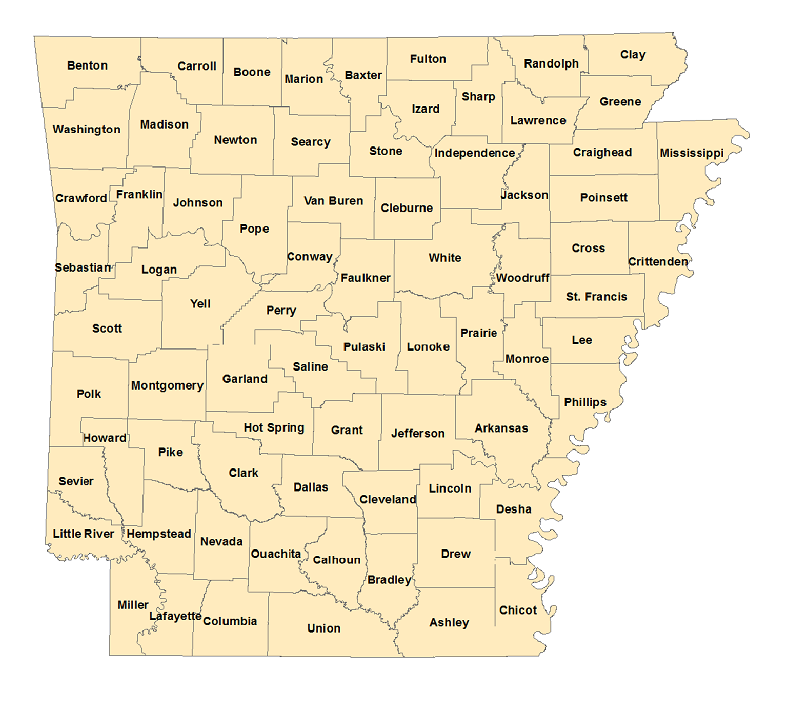 Benton
Carroll
Boone
Marion
Baxter
Fulton
Randolph
Clay
Sharp
Izard
Greene
Lawrence
Washington
Madison
Newton
Searcy
Stone
Independence
Craighead
Mississippi
Crawford
Franklin
Johnson
Van Buren
Cleburne
Jackson
Poinsett
Pope
Sebastian
Logan
Conway
Faulkner
White
Woodruff
Cross
Crittenden
Yell
Perry
St. Francis
Scott
Pulaski
Lonoke
Prairie
Monroe
Lee
Polk
Montgomery
Garland
Saline
Phillips
Howard
Hot Spring
Grant
Jefferson
Arkansas
Pike
Sevier
Clark
Dallas
Cleveland
Lincoln
Desha
Little River
Hempstead
Nevada
Ouachita
Calhoun
Drew
Bradley
Miller
Lafayette
Columbia
Union
Ashley
Chicot